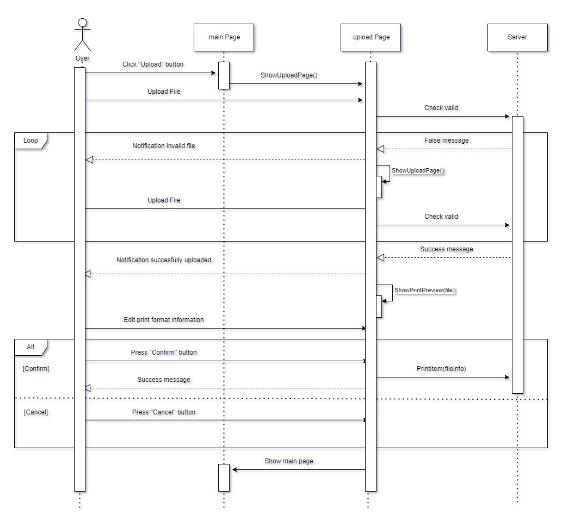 main Page
upload Page
Server
User
Click "Upload" button
ShowUploadPage()
Upload File
Check valid
Loop
False message
Notification invalid file
ShowUploadPage()
Upload File
Check valid
Success message
Notification succesfully uploaded
ShowPrintPreview(file)
Edit print format information
Alt
Press "Confirm" button
[Confirm]
PrintItem(fileInfo)
Success message
[Cancel]
Press "Cancel" button
Show main page